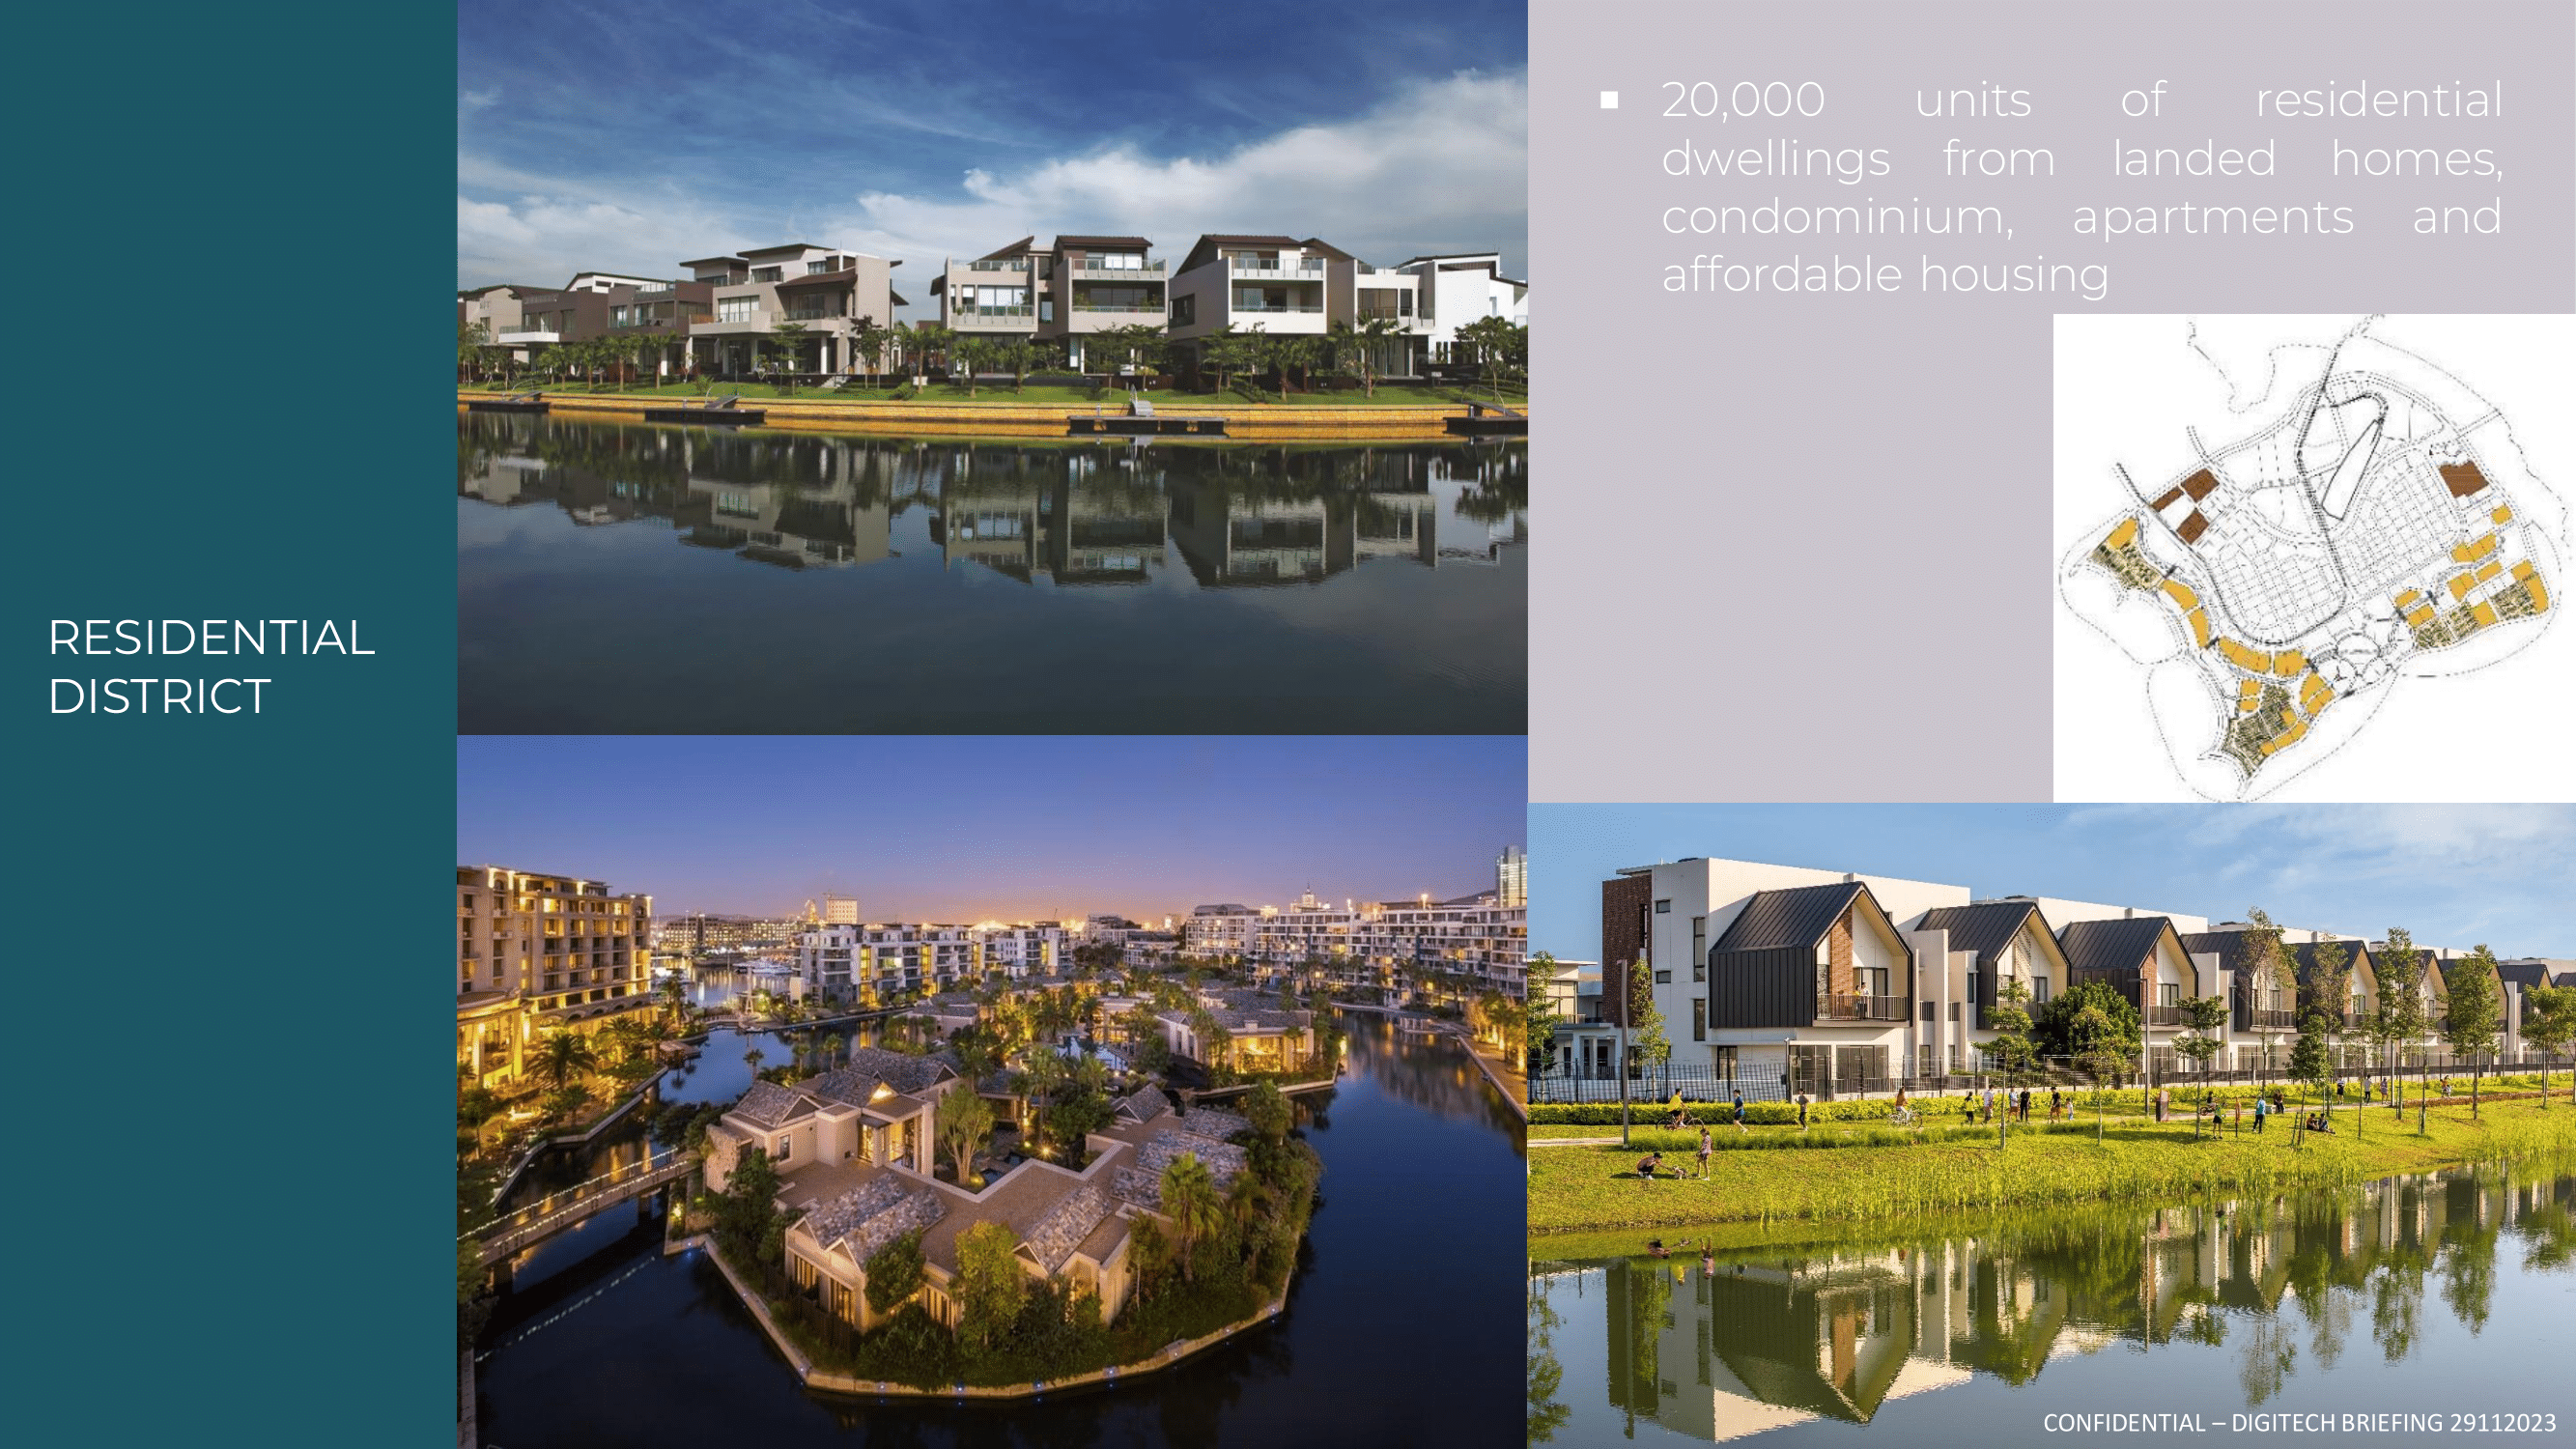 RESIDENTIAL
DISTRICT
▪ 20,000 units of residential
dwellings from landed homes,
condominium, apartments and
affordable housing
CONFIDENTIAL – DIGITECH BRIEFING 29112023